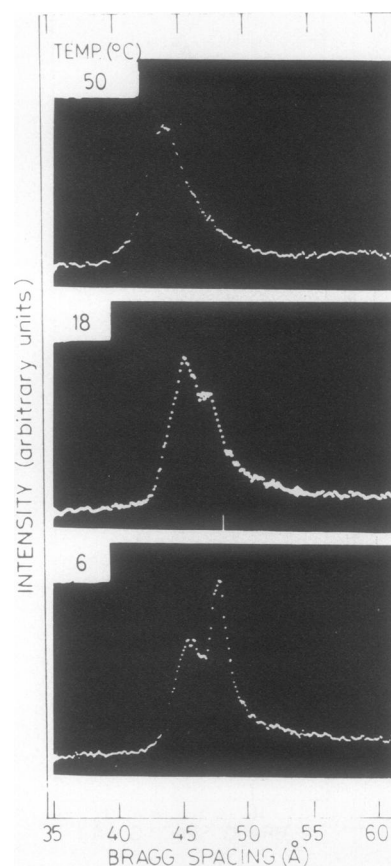 TEMP. (°C)
50
18
6
INTENSITY (arbitrary units)
35 40 45 50 55 60
BRAGG SPACING (Å)